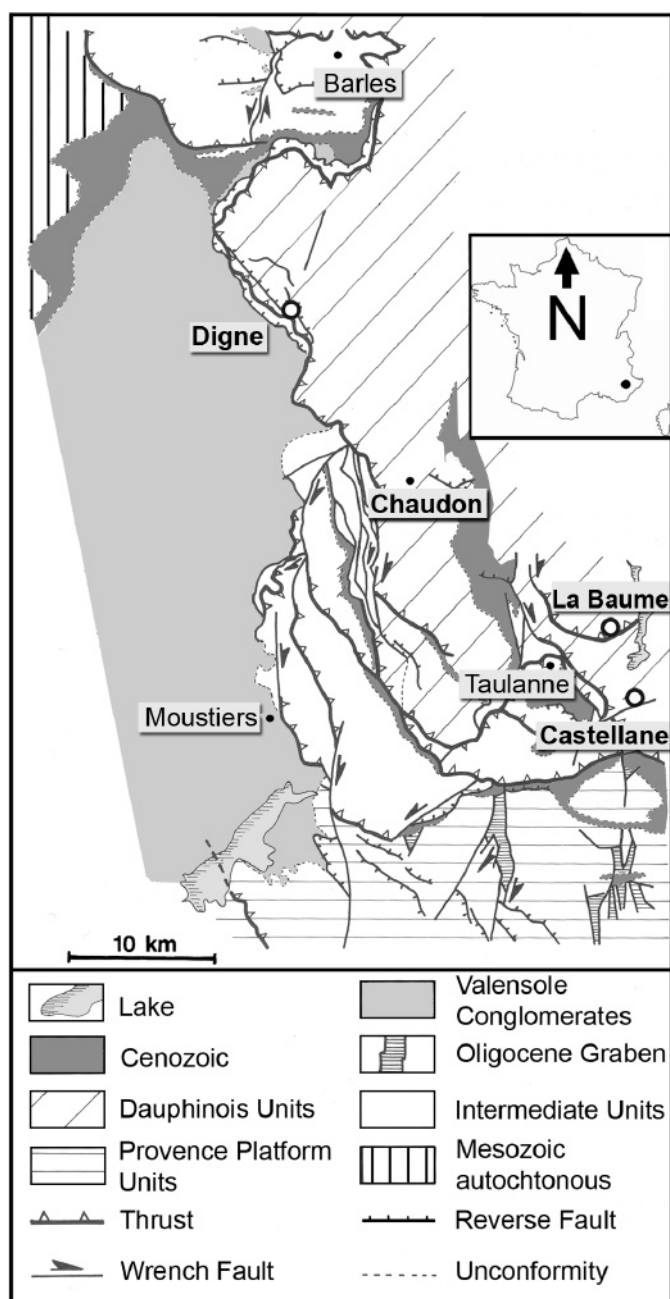 Barles
N
Digne
Chaudon
La Baume
Taulanne
Moustiers
Castellane
10 km
Lake
Valensole
Conglomerates
Cenozoic
Oligocene Graben
Dauphinois Units
Intermediate Units
Provence Platform
Units
Mesozoic
autochtonous
Thrust
Reverse Fault
Wrench Fault
Unconformity